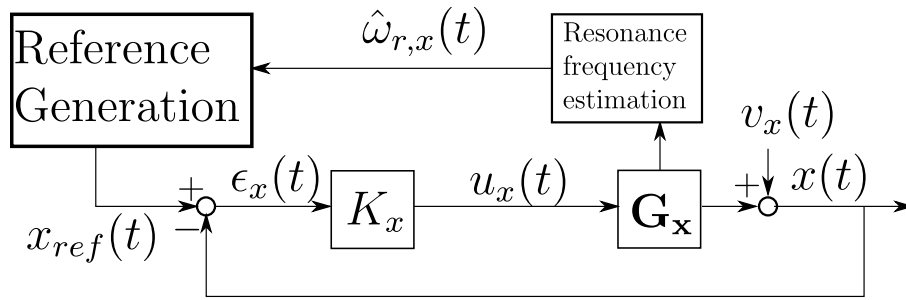 Reference
Generation
ω̂_{r,x}(t)
Resonance
frequency
estimation
v_x(t)
+
ϵ_x(t)
K_x
u_x(t)
G_x
+
x(t)
x_{ref}(t)
−